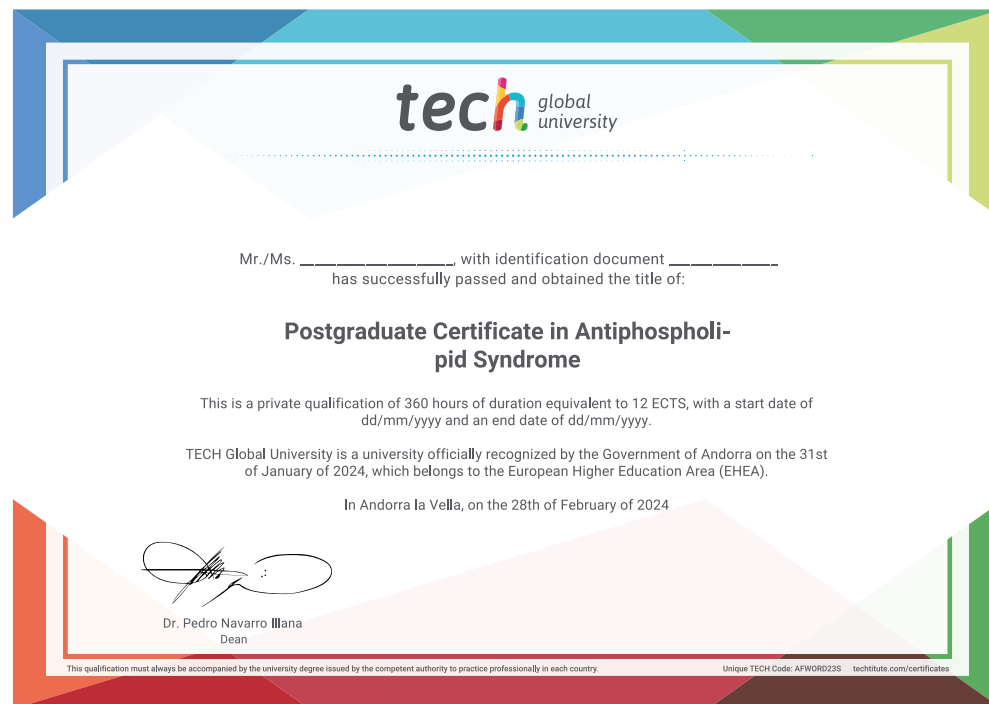 tech global
university
Mr./Ms. ____________________, with identification document ______________
has successfully passed and obtained the title of:
Postgraduate Certificate in Antiphospholi-
pid Syndrome
This is a private qualification of 360 hours of duration equivalent to 12 ECTS, with a start date of
dd/mm/yyyy and an end date of dd/mm/yyyy.
TECH Global University is a university officially recognized by the Government of Andorra on the 31st
of January of 2024, which belongs to the European Higher Education Area (EHEA).
In Andorra la Vella, on the 28th of February of 2024
Dr. Pedro Navarro Illana
Dean
This qualification must always be accompanied by the university degree issued by the competent authority to practice professionally in each country.
Unique TECH Code: AFWORD23S techtitute.com/certificates